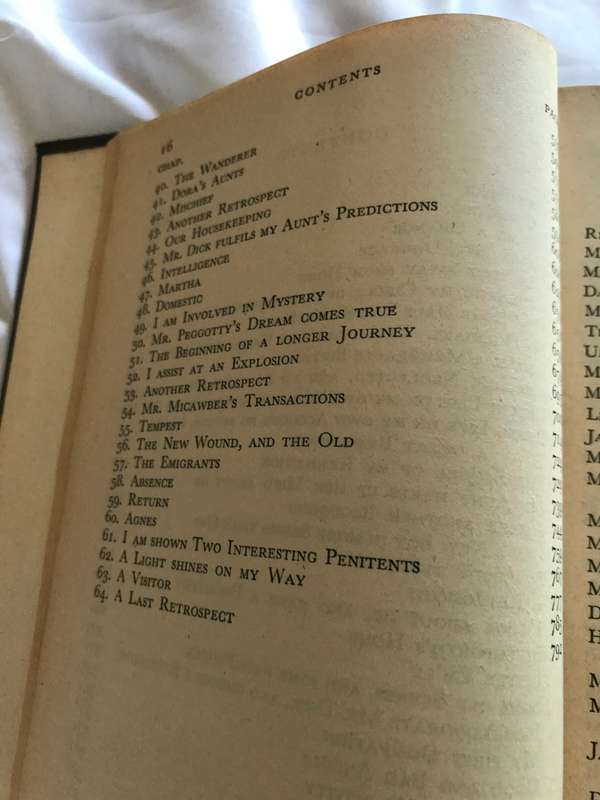 CONTENTS
16
CHAP.
40. THE WANDERER
41. DORA'S AUNTS
42. MISCHIEF
43. ANOTHER RETROSPECT
44. OUR HOUSEKEEPING
45. MR. DICK FULFILS MY AUNT'S PREDICTIONS
46. INTELLIGENCE
47. MARTHA
48. DOMESTIC
49. I AM INVOLVED IN MYSTERY
50. MR. PEGGOTTY'S DREAM COMES TRUE
51. THE BEGINNING OF A LONGER JOURNEY
52. I ASSIST AT AN EXPLOSION
53. ANOTHER RETROSPECT
54. MR. MICAWBER'S TRANSACTIONS
55. TEMPEST
56. THE NEW WOUND, AND THE OLD
57. THE EMIGRANTS
58. ABSENCE
59. RETURN
60. AGNES
61. I AM SHOWN TWO INTERESTING PENITENTS
62. A LIGHT SHINES ON MY WAY
63. A VISITOR
64. A LAST RETROSPECT